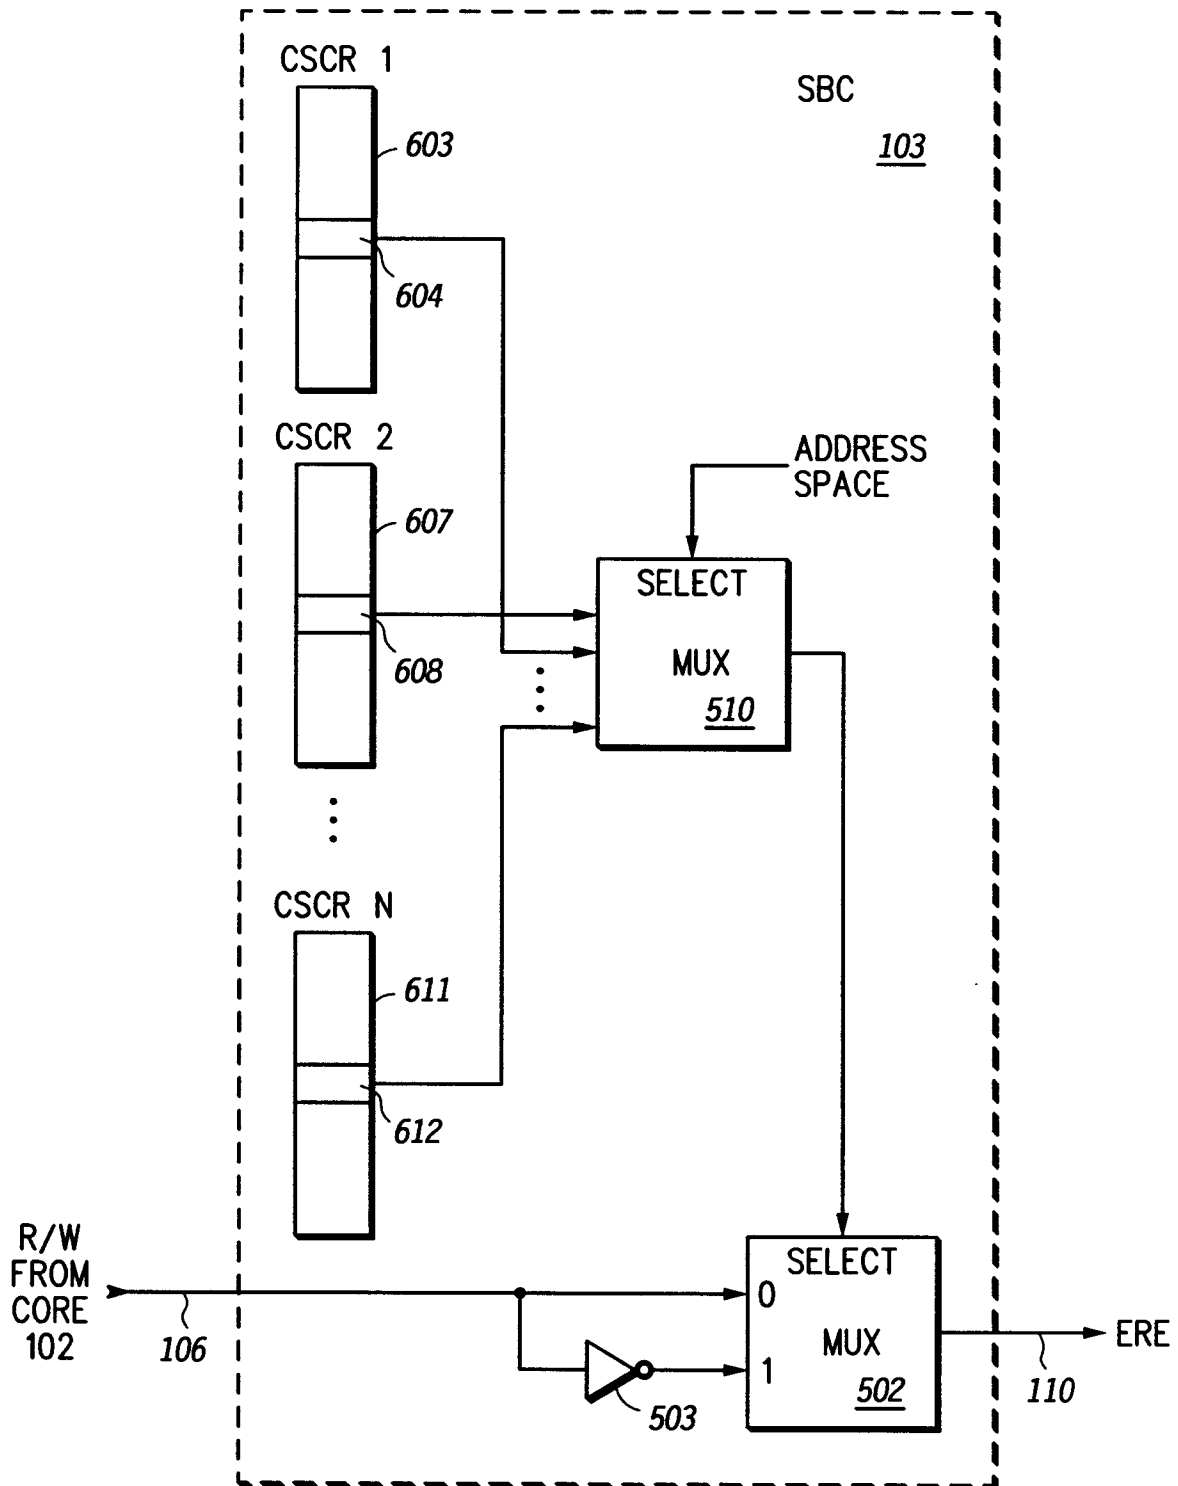 CSCR 1
SBC
603
103
604
CSCR 2
ADDRESS
SPACE
607
SELECT
608
MUX
510
CSCR N
611
612
R/W
FROM
CORE
102
106
SELECT
0
MUX
1
502
503
ERE
110